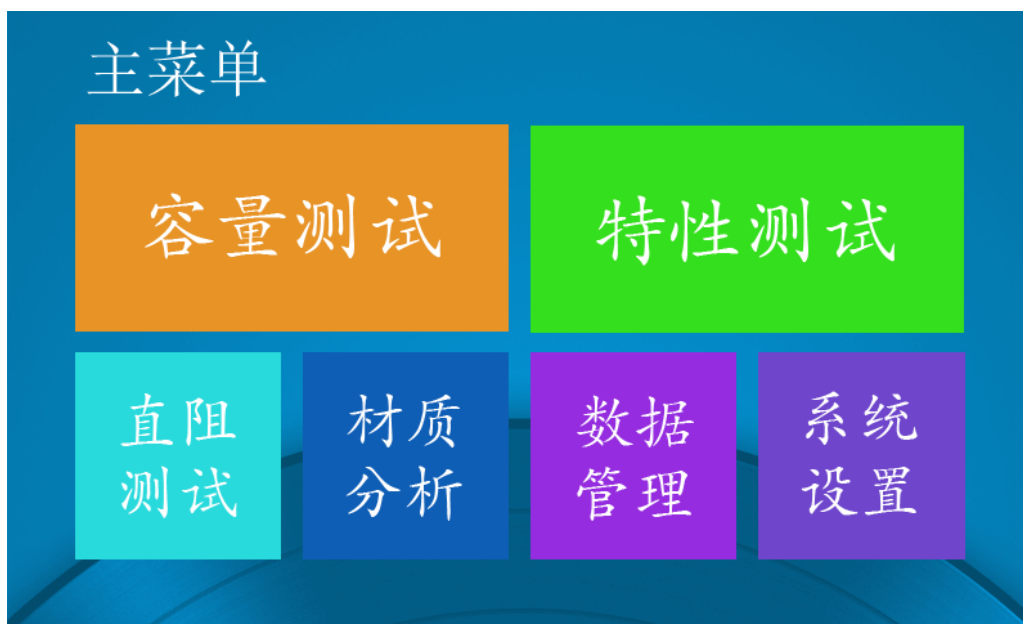 主菜单
容量测试
特性测试
直阻
测试
材质
分析
数据
管理
系统
设置